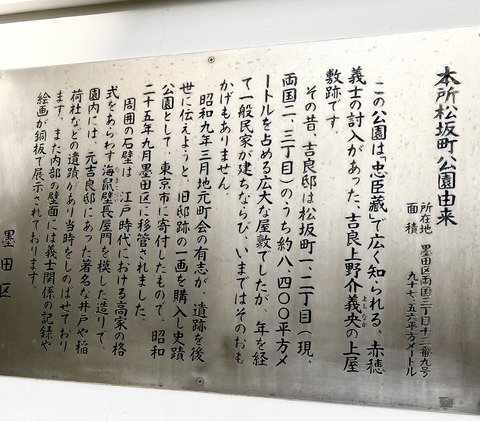 本所松坂町公園由来
所在地　墨田区両国三丁目十三番九号
面積　九十七、五六平方メートル
この公園は「忠臣蔵」で広く知られる、赤穂
義士の討入があった、吉良上野介義央の上屋
敷跡です。
その昔、吉良邸は松坂町一、二丁目（現、
両国二、三丁目）のうち約八、四〇〇平方メ
ートルを占める広大な屋敷でしたが、年を経
て一般民家が建ちならび、いまではそのおも
かげもありません。
昭和九年三月地元町会の有志が、遺跡を後
世に伝えようと、旧邸跡の一画を購入し史蹟
公園として、東京市に寄付したもので、昭和
二十五年九月墨田区に移管されました。
周囲の石壁は、江戸時代における高家の格
式をあらわす海鼠壁長屋門を模した造りで、
園内には、元吉良邸にあった著名な井戸や稲
荷社などの遺蹟があり当時をしのばせており
ます。また内部の壁面には義士関係の記録や
絵画が銅板で展示されております。
墨田区